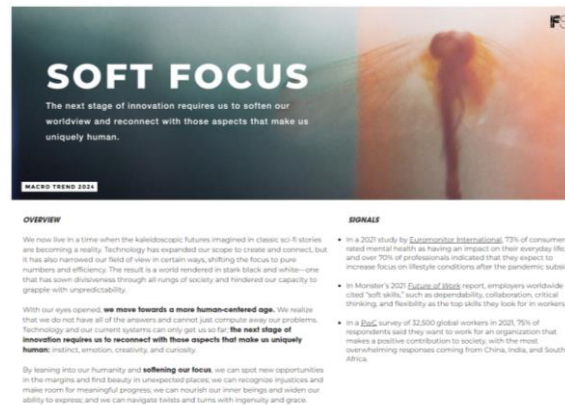 FS
SOFT FOCUS
The next stage of innovation requires us to soften our
worldview and reconnect with those aspects that make us
uniquely human.
MACRO TREND 2024
OVERVIEW
We now live in a time when the kaleidoscopic futures imagined in classic sci-fi stories
are becoming a reality. Technology has expanded our scope to create and connect, but
it has also narrowed our field of view in certain ways, shifting the focus to pure
numbers and efficiency. The result is a world rendered in stark black and white—one
that has sown divisiveness through all rungs of society and hindered our capacity to
grapple with unpredictability.
With our eyes opened, we move towards a more human-centered age. We realize
that we do not have all of the answers and cannot just compute away our problems.
Technology and our current systems can only get us so far; the next stage of
innovation requires us to reconnect with those aspects that make us uniquely
human: instinct, emotion, creativity, and curiosity.
By leaning into our humanity and softening our focus, we can spot new opportunities
in the margins and find beauty in unexpected places; we can recognize injustices and
make room for meaningful progress; we can nourish our inner beings and widen our
ability to express; and we can navigate twists and turns with ingenuity and grace.
SIGNALS
• In a 2021 study by Euromonitor International, 73% of consumer
rated mental health as having an impact on their everyday life
and over 70% of professionals indicated that they expect to
increase focus on lifestyle conditions after the pandemic subsi
• In Monster's 2021 Future of Work report, employers worldwide
cited "soft skills," such as dependability, collaboration, critical
thinking, and flexibility as the top skills they look for in workers
• In a PwC survey of 32,500 global workers in 2021, 75% of
respondents said they want to work for an organization that
makes a positive contribution to society, with the most
overwhelming responses coming from China, India, and South
Africa.